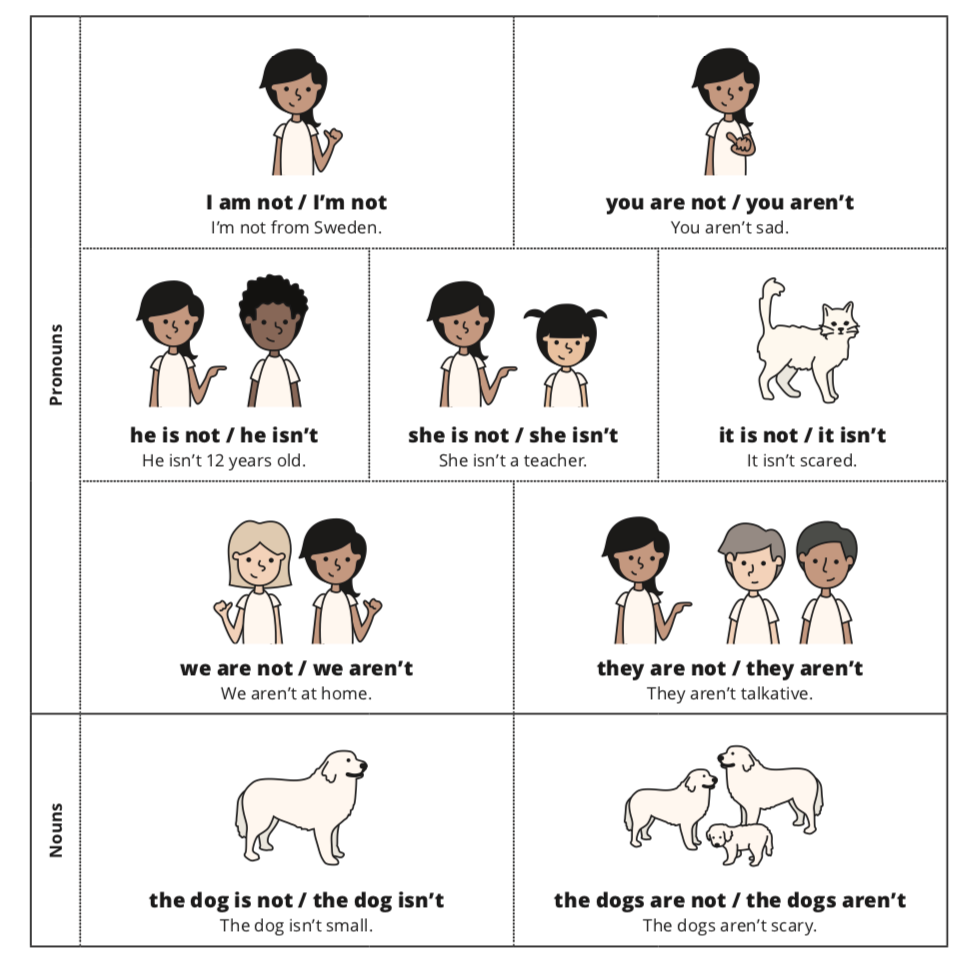 Pronouns
I am not / I’m not
I’m not from Sweden.
you are not / you aren’t
You aren’t sad.
he is not / he isn’t
He isn’t 12 years old.
she is not / she isn’t
She isn’t a teacher.
it is not / it isn’t
It isn’t scared.
we are not / we aren’t
We aren’t at home.
they are not / they aren’t
They aren’t talkative.
Nouns
the dog is not / the dog isn’t
The dog isn’t small.
the dogs are not / the dogs aren’t
The dogs aren’t scary.